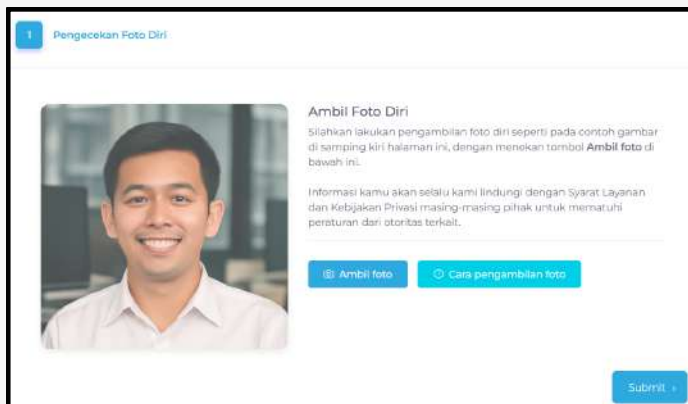 1 Pengecekan Foto Diri
Ambil Foto Diri
Silahkan lakukan pengambilan foto diri seperti pada contoh gambar
di samping kiri halaman ini, dengan menekan tombol Ambil foto di
bawah ini.
Informasi kamu akan selalu kami lindungi dengan Syarat Layanan
dan Kebijakan Privasi masing-masing pihak untuk mematuhi
peraturan dari otoritas terkait.
Ambil foto
Cara pengambilan foto
Submit